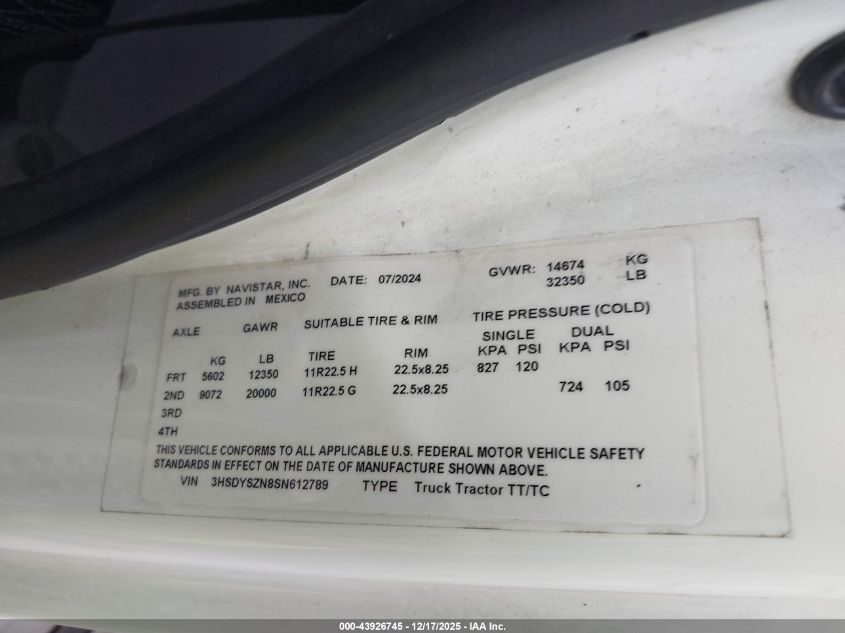 MFG. BY NAVISTAR, INC. DATE: 07/2024 GVWR: 14674 KG
ASSEMBLED IN MEXICO 32350 LB
AXLE GAWR SUITABLE TIRE & RIM TIRE PRESSURE (COLD)
SINGLE DUAL
KG LB TIRE RIM KPA PSI KPA PSI
FRT 5602 12350 11R22.5 H 22.5x8.25 827 120
2ND 9072 20000 11R22.5 G 22.5x8.25 724 105
3RD
4TH
THIS VEHICLE CONFORMS TO ALL APPLICABLE U.S. FEDERAL MOTOR VEHICLE SAFETY
STANDARDS IN EFFECT ON THE DATE OF MANUFACTURE SHOWN ABOVE.
VIN 3HSDYSZN8SN612789 TYPE Truck Tractor TT/TC
000-43926745 - 12/17/2025 - IAA Inc.